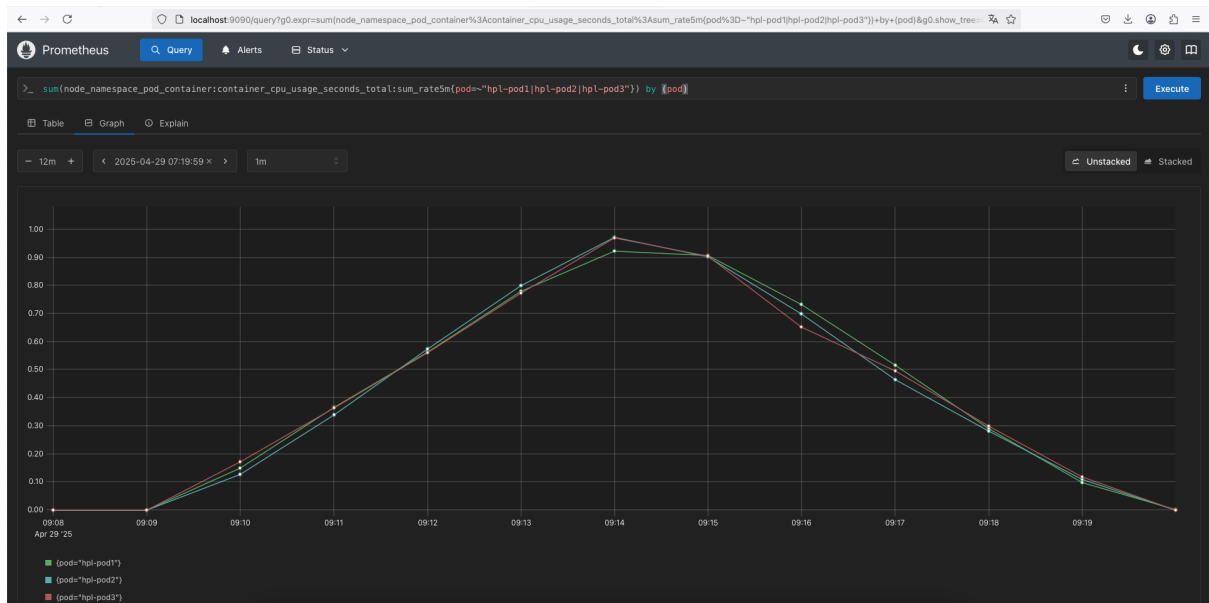 localhost:9090/query?g0.expr=sum(node_namespace_pod_container%3Acontainer_cpu_usage_seconds_total%3Asum_rate5m{pod%3D~"hpl-pod1|hpl-pod2|hpl-pod3"})+by+(pod)&g0.show_tree=
Prometheus
Query
Alerts
Status
>_ sum(node_namespace_pod_container:container_cpu_usage_seconds_total:sum_rate5m{pod=~"hpl-pod1|hpl-pod2|hpl-pod3"}) by (pod)
Execute
Table
Graph
Explain
− 12m +
< 2025-04-29 07:19:59 × >
1m
Unstacked
Stacked
1.00
0.90
0.80
0.70
0.60
0.50
0.40
0.30
0.20
0.10
0.00
09:08 09:09 09:10 09:11 09:12 09:13 09:14 09:15 09:16 09:17 09:18 09:19
Apr 29 '25
{pod="hpl-pod1"}
{pod="hpl-pod2"}
{pod="hpl-pod3"}